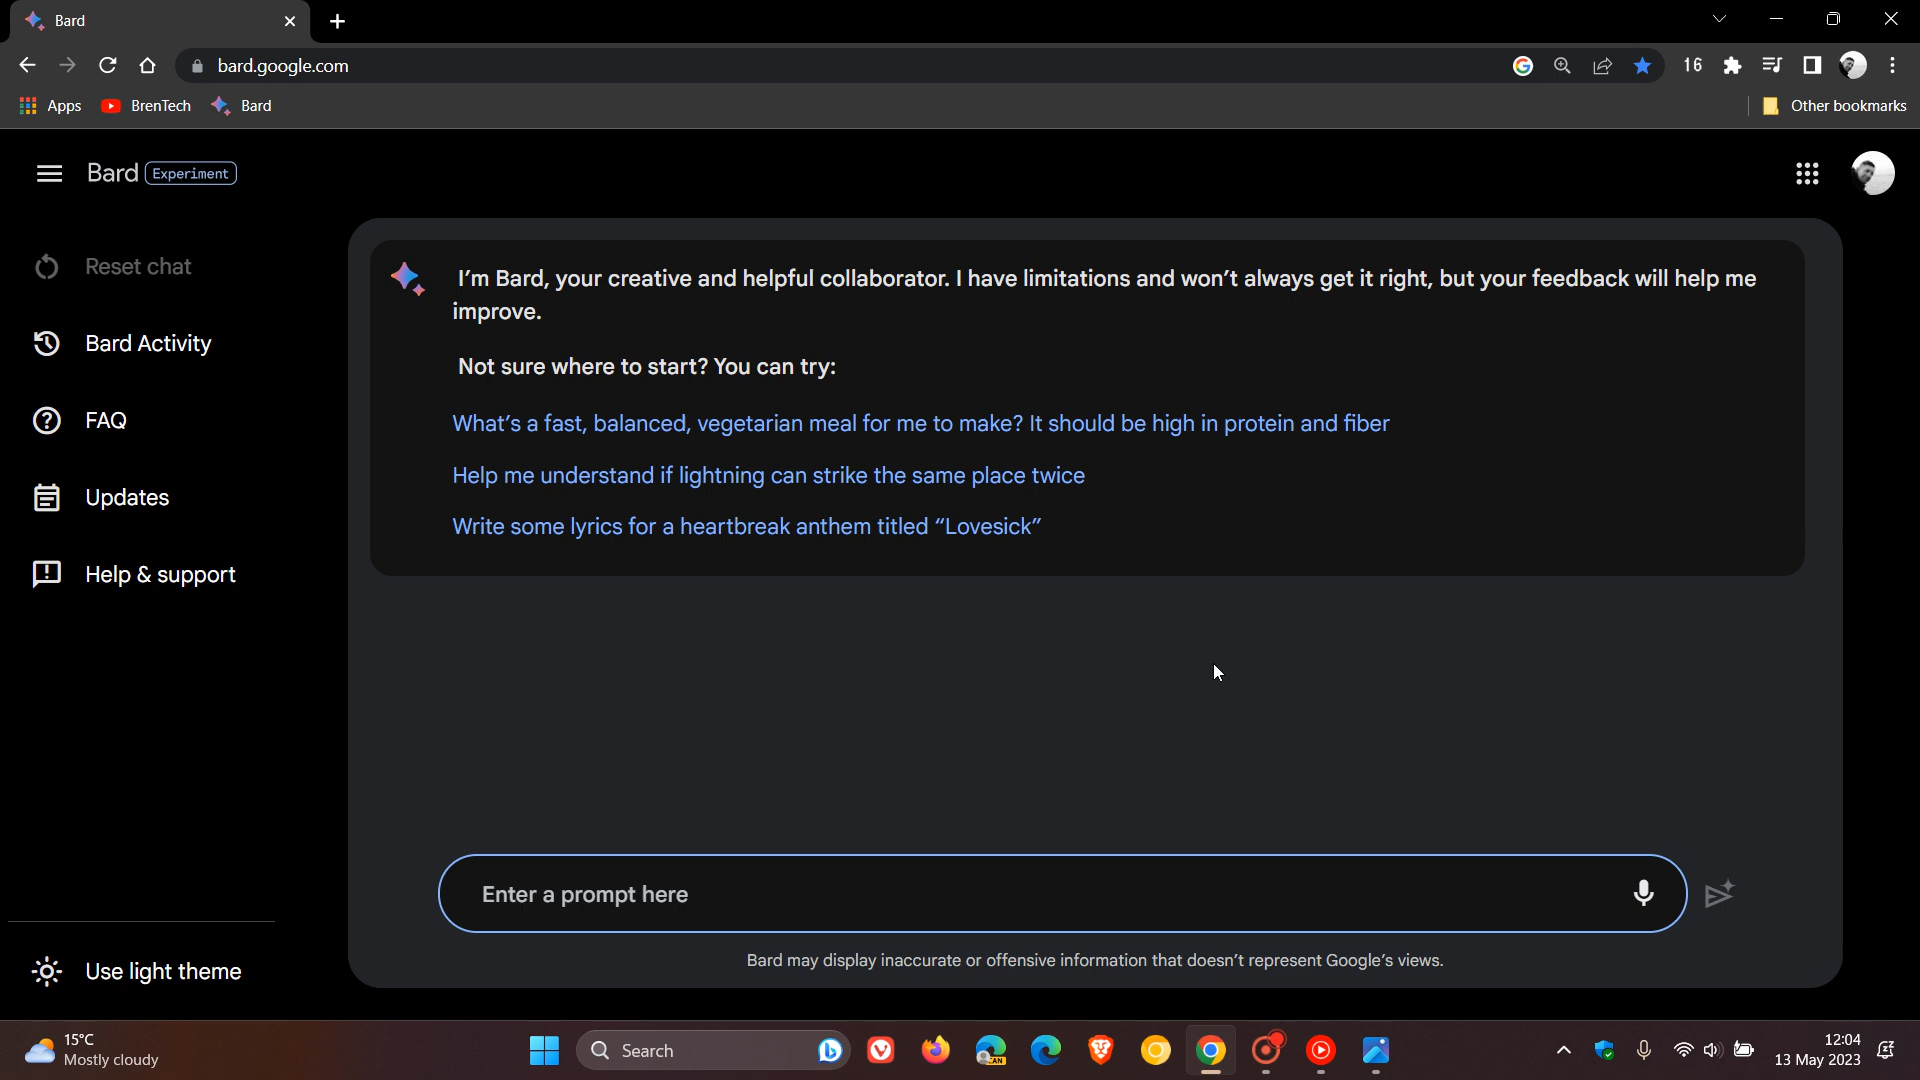 Bard
bard.google.com
16
Apps
BrenTech
Bard
Other bookmarks
Bard Experiment
Reset chat
Bard Activity
FAQ
Updates
Help & support
Use light theme
I'm Bard, your creative and helpful collaborator. I have limitations and won't always get it right, but your feedback will help me
improve.
Not sure where to start? You can try:
What's a fast, balanced, vegetarian meal for me to make? It should be high in protein and fiber
Help me understand if lightning can strike the same place twice
Write some lyrics for a heartbreak anthem titled “Lovesick”
Enter a prompt here
Bard may display inaccurate or offensive information that doesn't represent Google's views.
15°C
Mostly cloudy
Search
CAN
12:04
13 May 2023